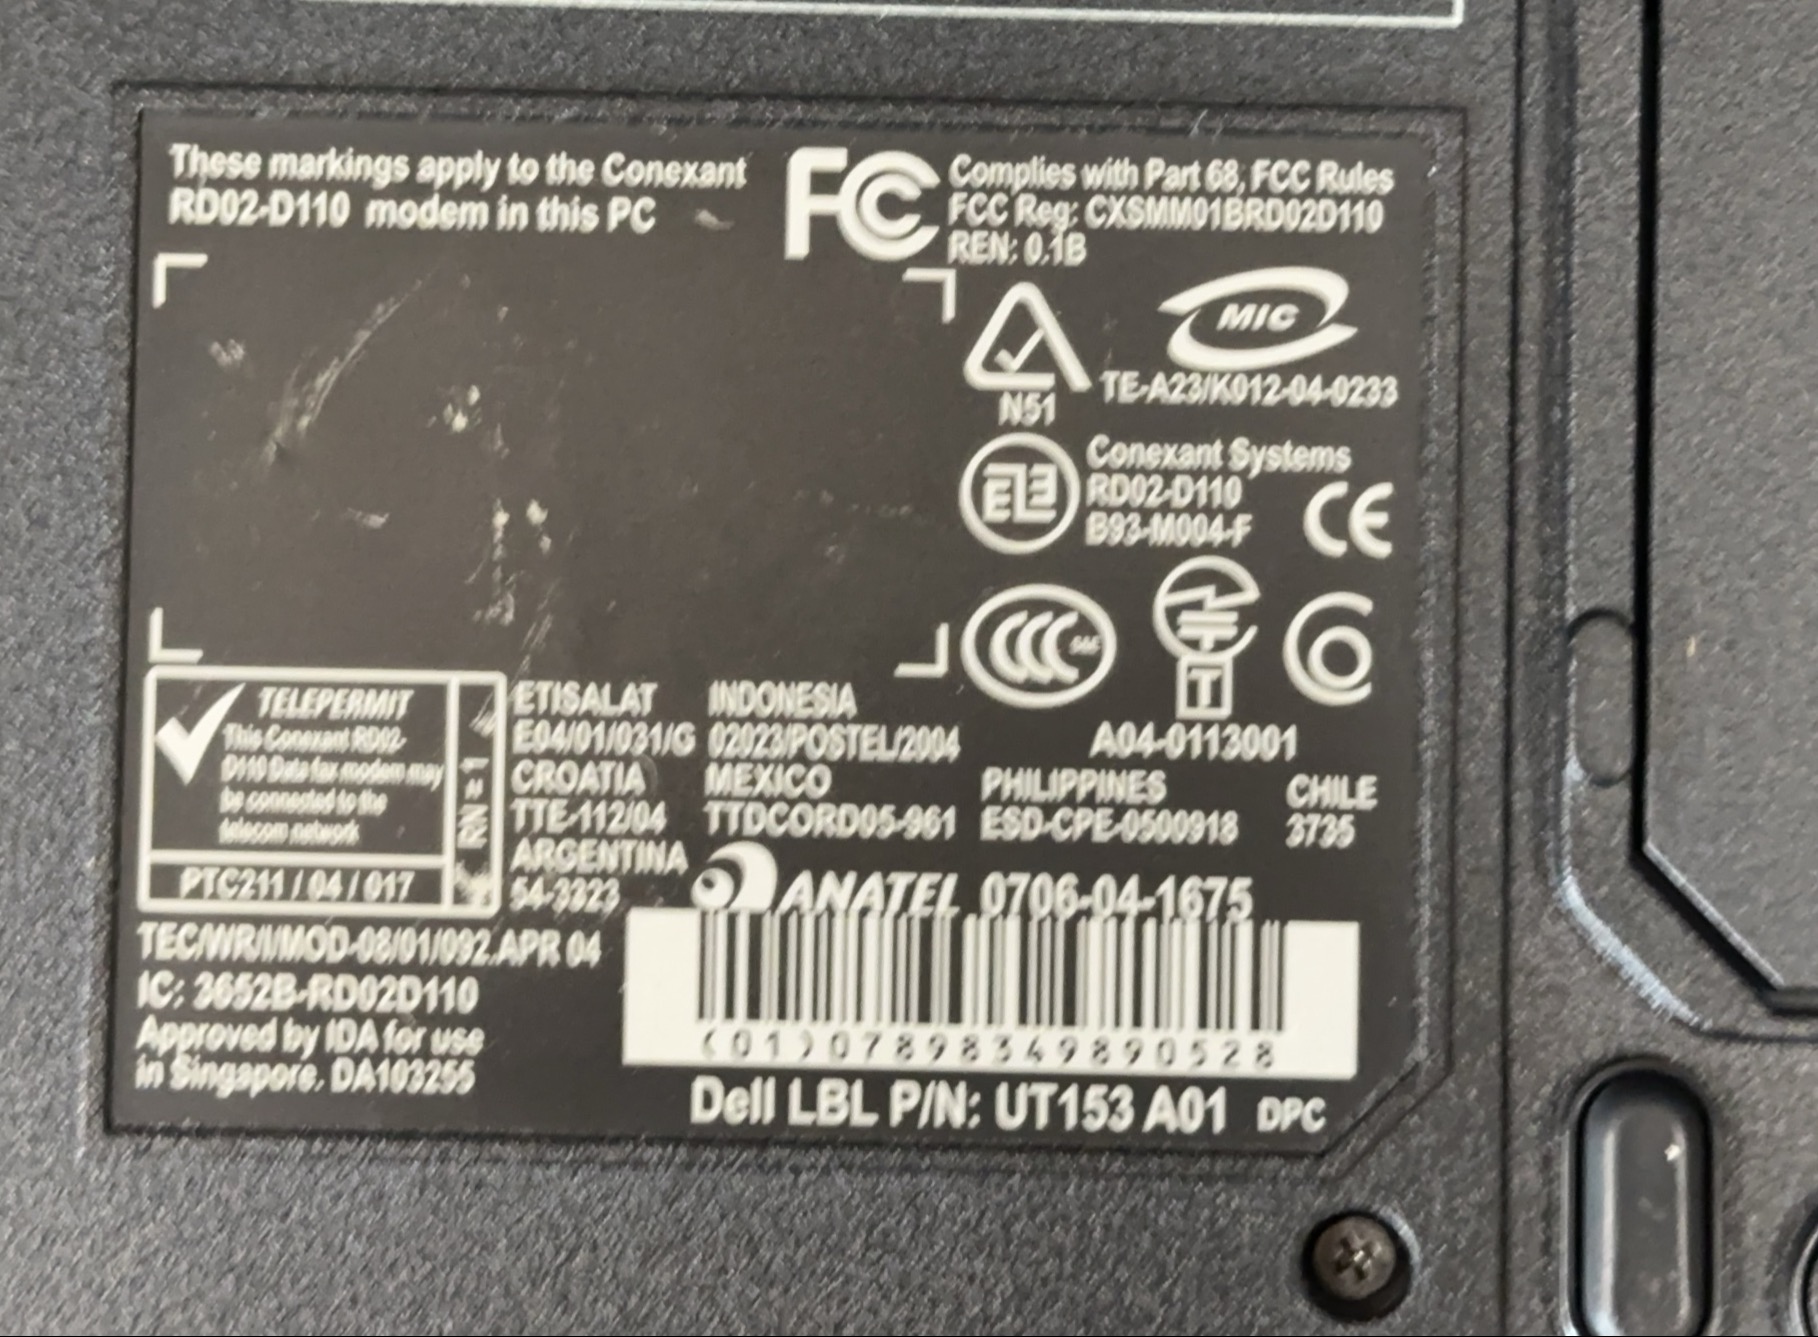 These markings apply to the Conexant
RD02-D110 modem in this PC
FC
Complies with Part 68, FCC Rules
FCC Reg: CXSMM01BRD02D110
REN: 0.1B
N51
MIC
TE-A23/K012-04-0233
Conexant Systems
RD02-D110
B93-M004-F
CE
CCC
T
A04-0113001
TELEPERMIT
This Conexant RD02-
D110 Data fax modem may
be connected to the
telecom network
RN = 1
PTC211 / 04 / 017
ETISALAT
E04/01/031/G
CROATIA
TTE-112/04
ARGENTINA
54-3323
INDONESIA
02023/POSTEL/2004
MEXICO
TTDCORD05-961
PHILIPPINES
ESD-CPE-0500918
CHILE
3735
ANATEL 0706-04-1675
TEC/WR/I/MOD-08/01/092.APR 04
IC: 3652B-RD02D110
Approved by IDA for use
in Singapore. DA103255
(01)07898349890528
Dell LBL P/N: UT153 A01 DPC